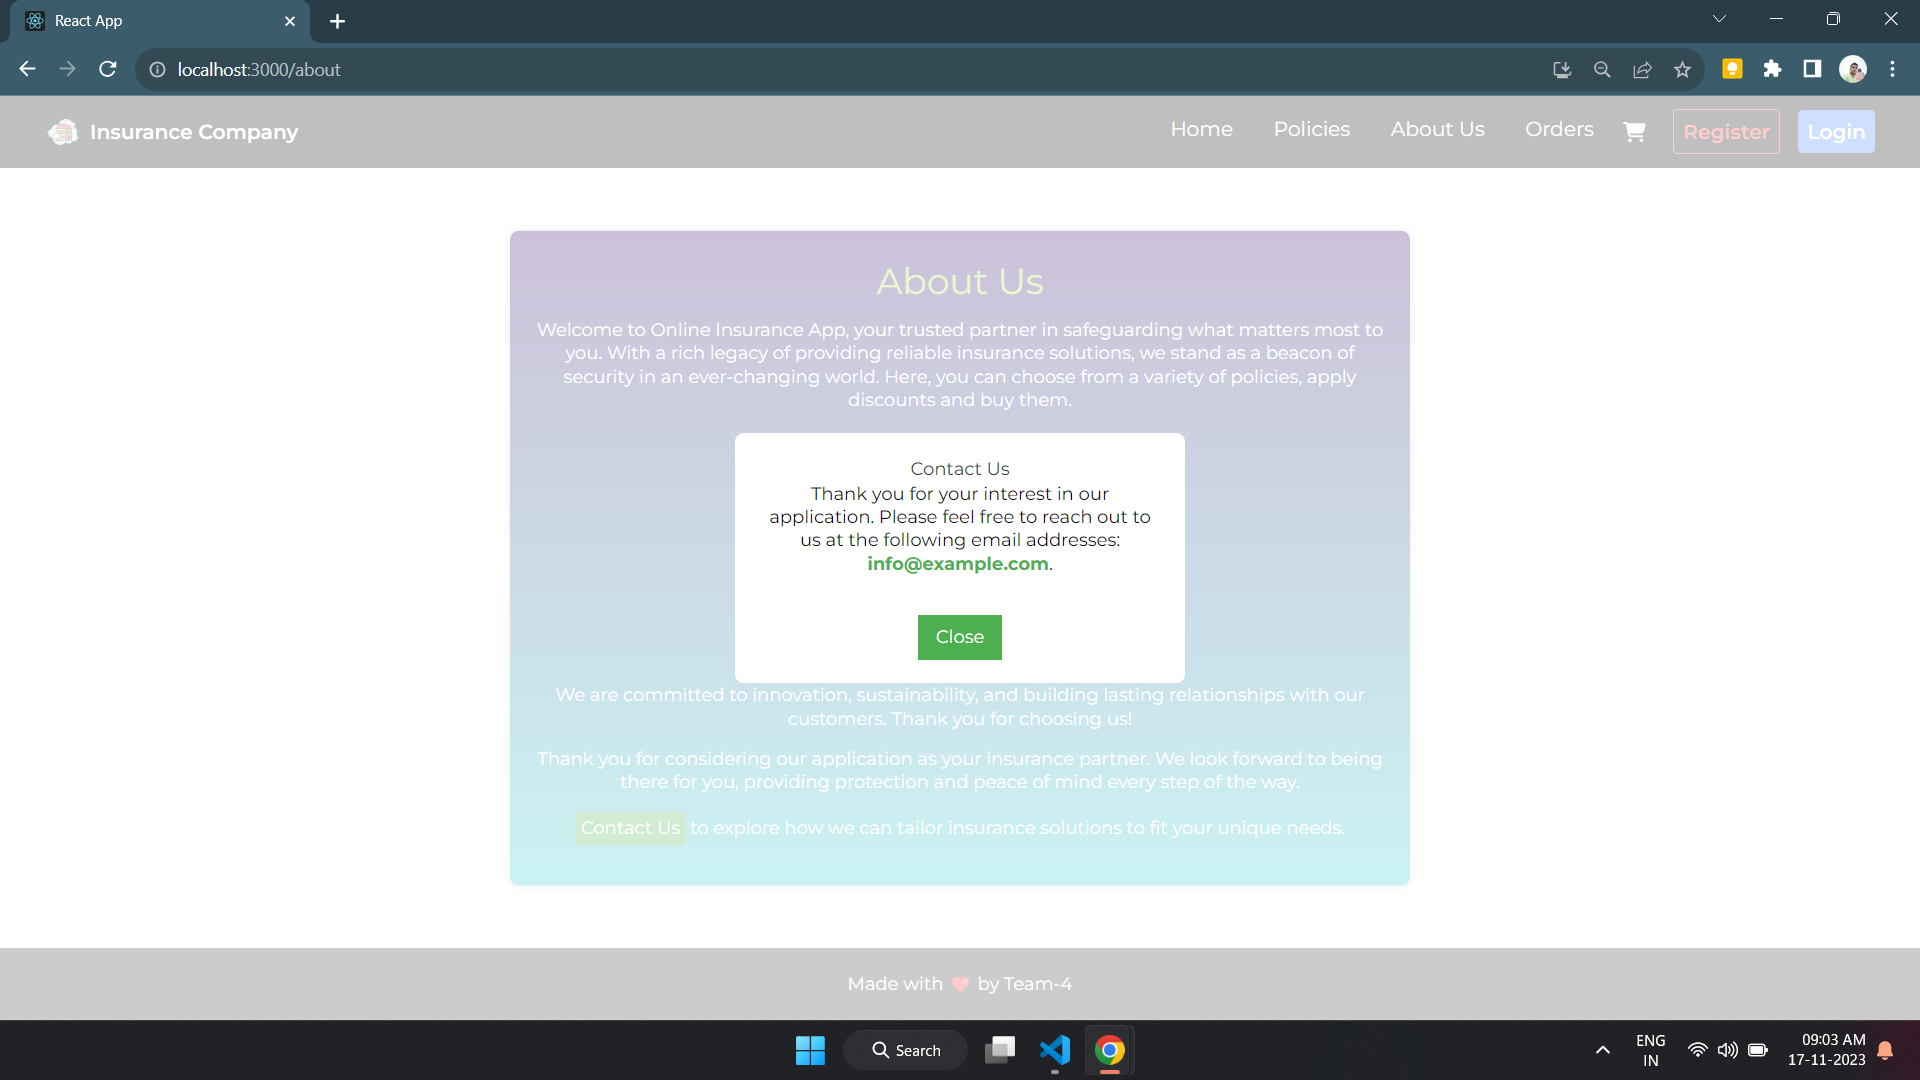 React App
localhost:3000/about
Insurance Company
Home
Policies
About Us
Orders
Register
Login
About Us
Welcome to Online Insurance App, your trusted partner in safeguarding what matters most to
you. With a rich legacy of providing reliable insurance solutions, we stand as a beacon of
security in an ever-changing world. Here, you can choose from a variety of policies, apply
discounts and buy them.
Contact Us
Thank you for your interest in our
application. Please feel free to reach out to
us at the following email addresses:
info@example.com.
Close
We are committed to innovation, sustainability, and building lasting relationships with our
customers. Thank you for choosing us!
Thank you for considering our application as your insurance partner. We look forward to being
there for you, providing protection and peace of mind every step of the way.
Contact Us to explore how we can tailor insurance solutions to fit your unique needs.
Made with ❤ by Team-4
Search
ENG
IN
09:03 AM
17-11-2023